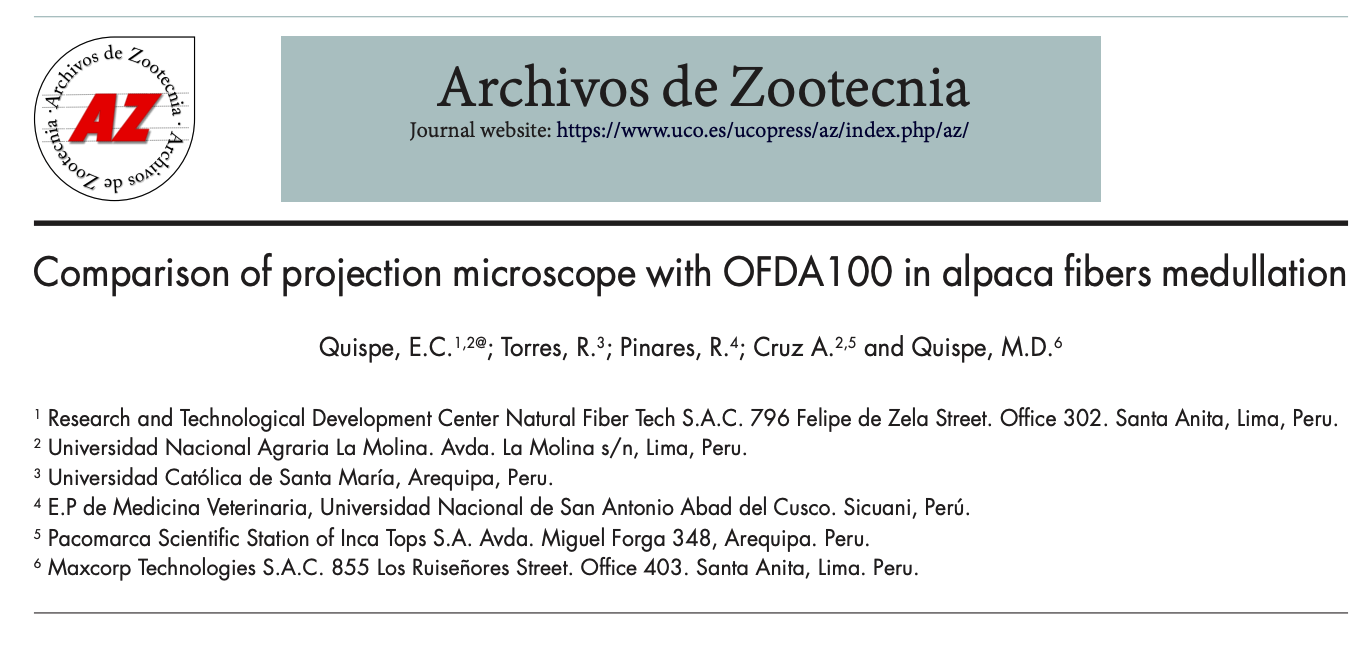 Archivos de Zootecnia · Archivos de Zootecnia ·
AZ
Archivos de Zootecnia
Journal website: https://www.uco.es/ucopress/az/index.php/az/
Comparison of projection microscope with OFDA100 in alpaca fibers medullation
Quispe, E.C.1,2@; Torres, R.3; Pinares, R.4; Cruz A.2,5 and Quispe, M.D.6
1 Research and Technological Development Center Natural Fiber Tech S.A.C. 796 Felipe de Zela Street. Office 302. Santa Anita, Lima, Peru.
2 Universidad Nacional Agraria La Molina. Avda. La Molina s/n, Lima, Peru.
3 Universidad Católica de Santa María, Arequipa, Peru.
4 E.P de Medicina Veterinaria, Universidad Nacional de San Antonio Abad del Cusco. Sicuani, Perú.
5 Pacomarca Scientific Station of Inca Tops S.A. Avda. Miguel Forga 348, Arequipa. Peru.
6 Maxcorp Technologies S.A.C. 855 Los Ruiseñores Street. Office 403. Santa Anita, Lima. Peru.